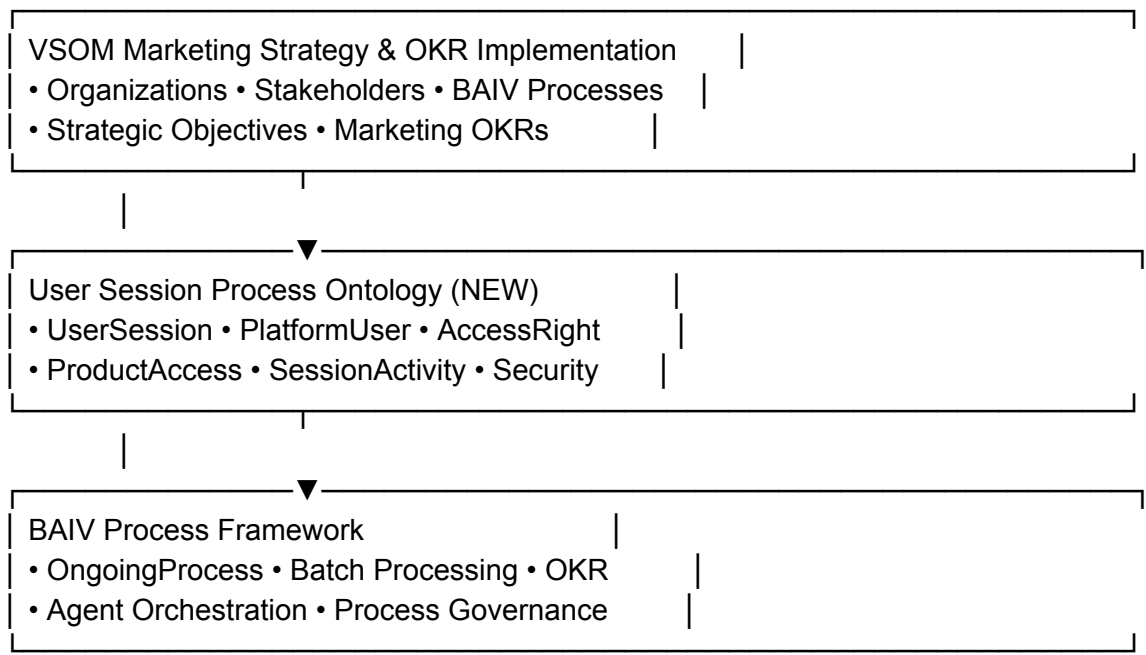 VSOM Marketing Strategy & OKR Implementation
• Organizations • Stakeholders • BAIV Processes
• Strategic Objectives • Marketing OKRs
User Session Process Ontology (NEW)
• UserSession • PlatformUser • AccessRight
• ProductAccess • SessionActivity • Security
BAIV Process Framework
• OngoingProcess • Batch Processing • OKR
• Agent Orchestration • Process Governance